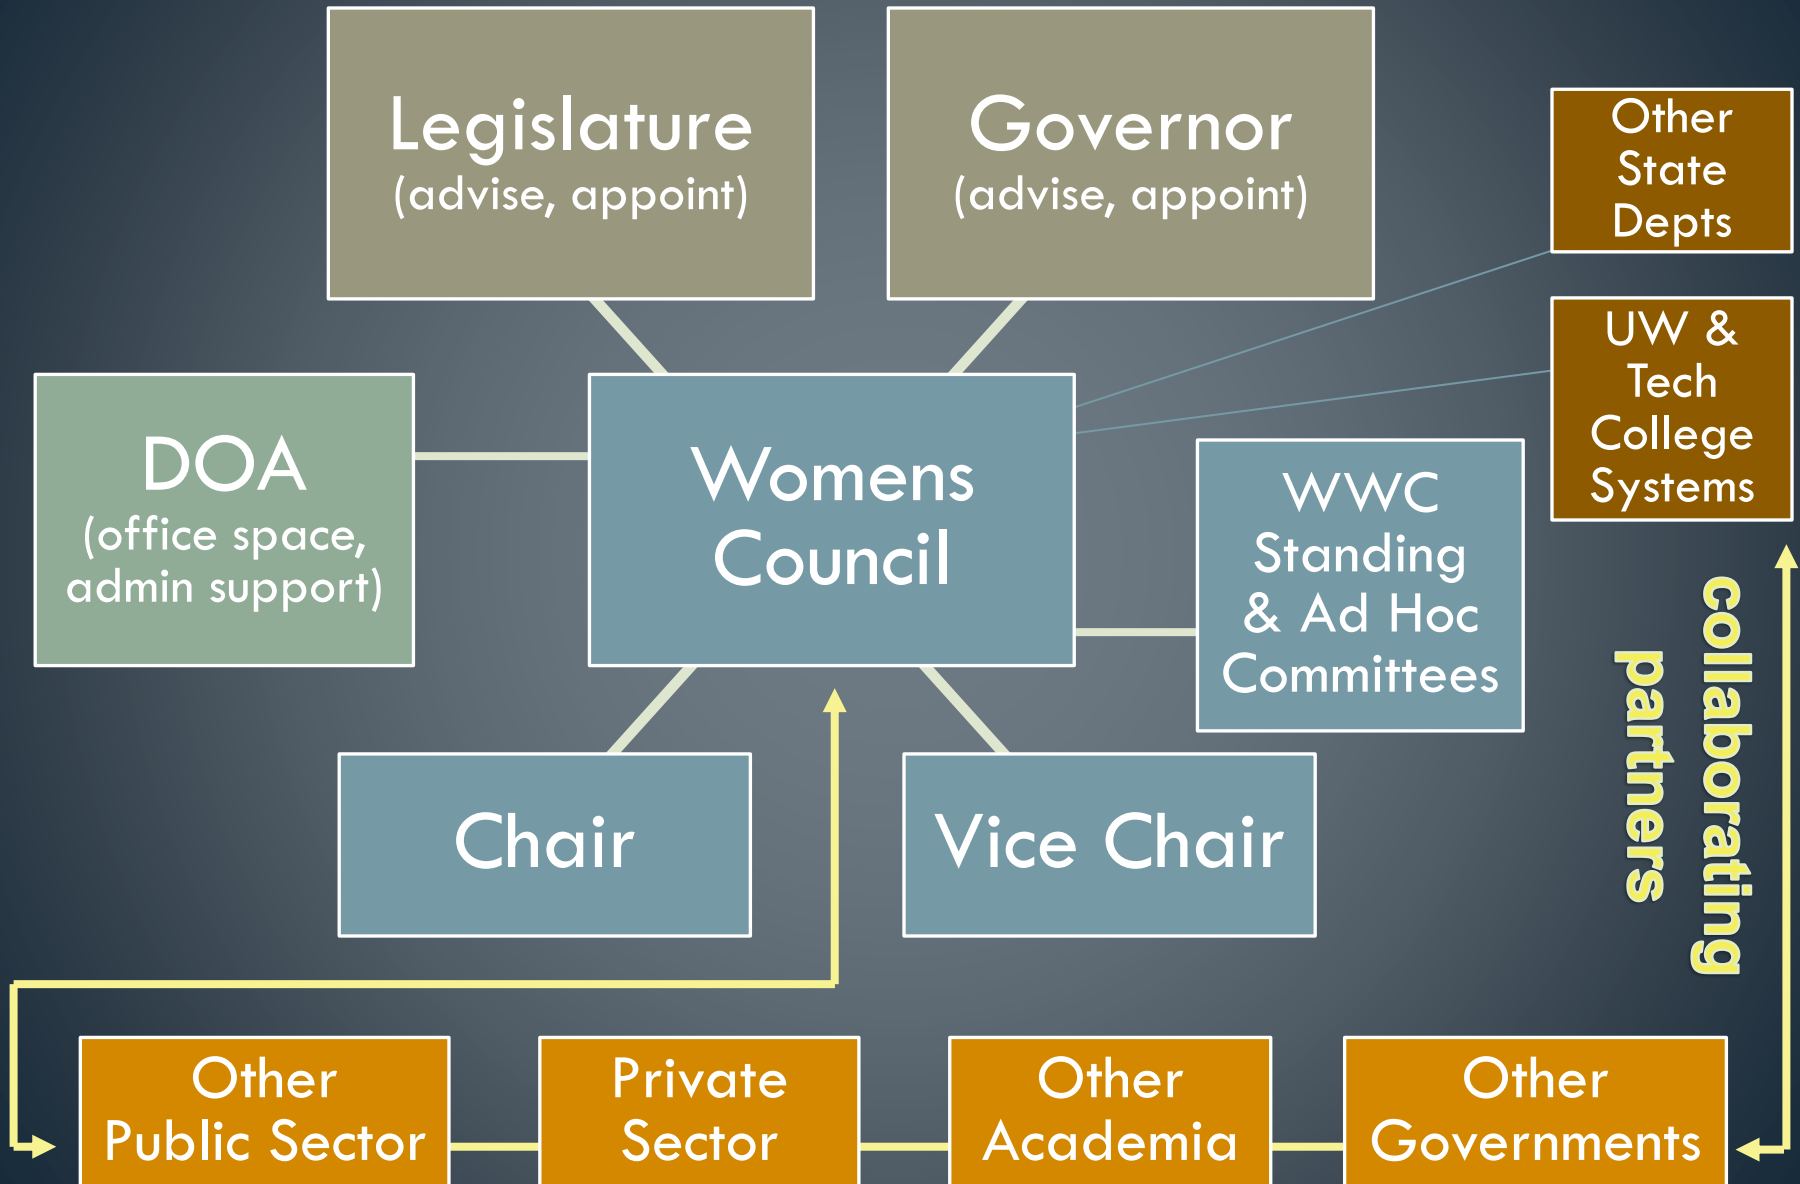 Legislature
(advise, appoint)
Governor
(advise, appoint)
Other
State
Depts
UW &
Tech
College
Systems
DOA
(office space,
admin support)
Womens
Council
WWC
Standing
& Ad Hoc
Committees
collaborating
partners
Chair
Vice Chair
Other
Public Sector
Private
Sector
Other
Academia
Other
Governments